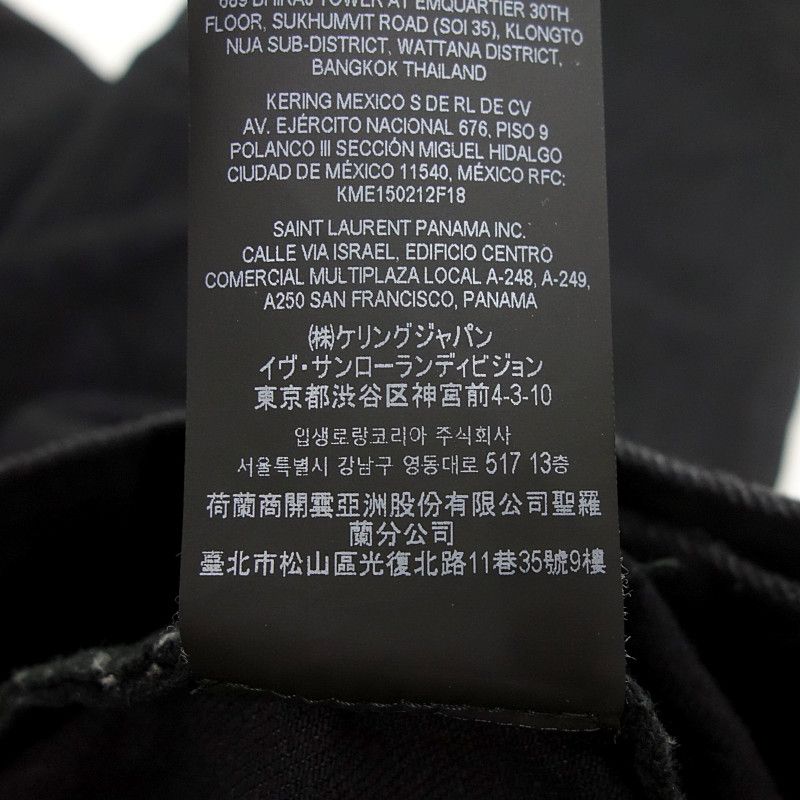 689 BHIRAJ TOWER AT EMQUARTIER 30TH
FLOOR, SUKHUMVIT ROAD (SOI 35), KLONGTO
NUA SUB-DISTRICT, WATTANA DISTRICT,
BANGKOK THAILAND
KERING MEXICO S DE RL DE CV
AV. EJÉRCITO NACIONAL 676, PISO 9
POLANCO III SECCIÓN MIGUEL HIDALGO
CIUDAD DE MÉXICO 11540, MÉXICO RFC:
KME150212F18
SAINT LAURENT PANAMA INC.
CALLE VIA ISRAEL, EDIFICIO CENTRO
COMERCIAL MULTIPLAZA LOCAL A-248, A-249,
A250 SAN FRANCISCO, PANAMA
㈱ケリングジャパン
イヴ・サンローランディビジョン
東京都渋谷区神宮前4-3-10
입생로랑코리아 주식회사
서울특별시 강남구 영동대로 517 13층
荷蘭商開雲亞洲股份有限公司聖羅
蘭分公司
臺北市松山區光復北路11巷35號9樓